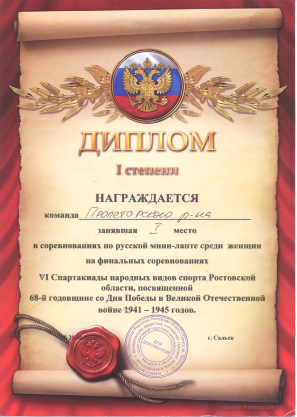 ДИПЛОМ
I степени
НАГРАЖДАЕТСЯ
команда Пролетарского р-на
занявшая I место
в соревнованиях по русской мини-лапте среди женщин
на финальных соревнованиях
VI Спартакиады народных видов спорта Ростовской
области, посвященной
68-й годовщине со Дня Победы в Великой Отечественной
войне 1941 – 1945 годов.
г. Сальск
ДЛЯ
ДОКУМЕНТОВ